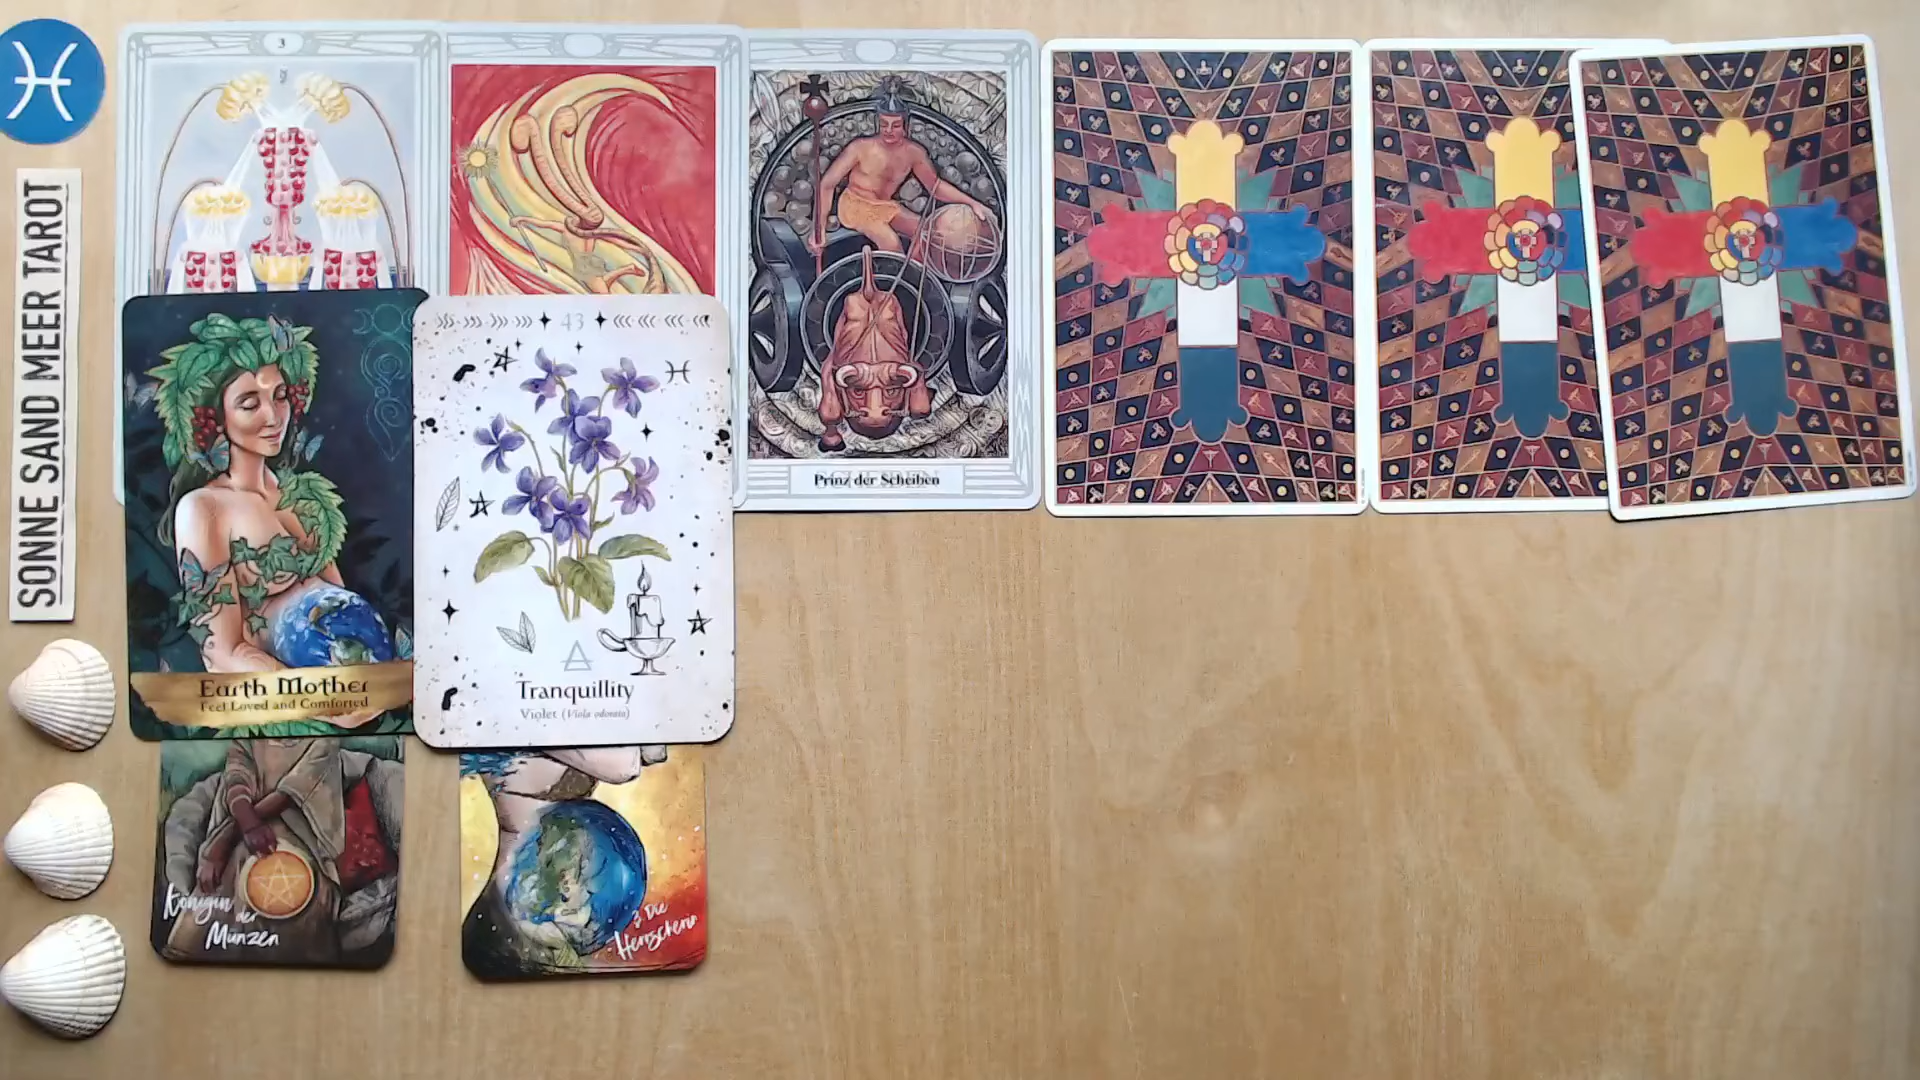 SONNE SAND MEER TAROT
3
Prinz der Scheiben
43
Earth Mother
Feel Loved and Comforted
Tranquillity
Violet (Viola odorata)
Königin
der
Münzen
3 Die
Herrscherin